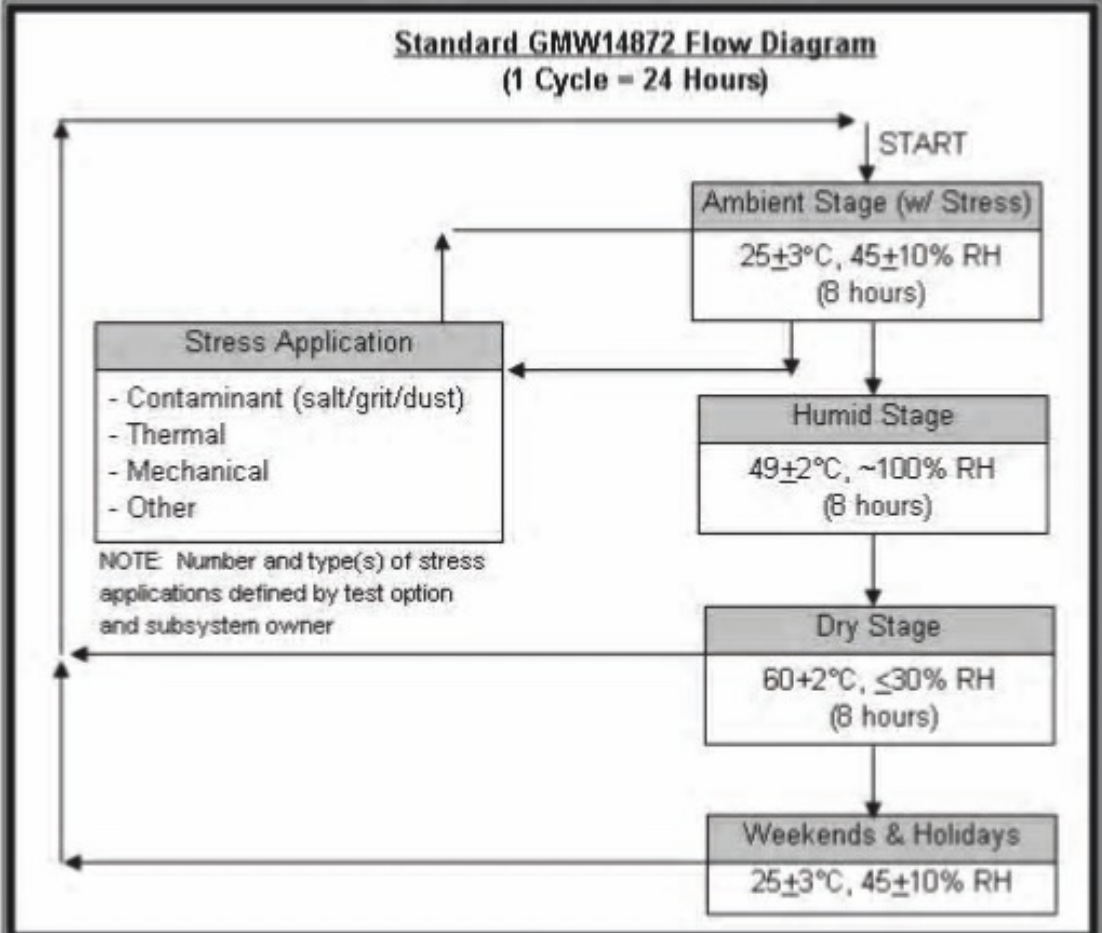 Standard GMW14872 Flow Diagram
(1 Cycle = 24 Hours)
START
Ambient Stage (w/ Stress)
25±3°C, 45±10% RH
(8 hours)
Stress Application
- Contaminant (salt/grit/dust)
- Thermal
- Mechanical
- Other
NOTE: Number and type(s) of stress
applications defined by test option
and subsystem owner
Humid Stage
49±2°C, ~100% RH
(8 hours)
Dry Stage
60+2°C, ≤30% RH
(8 hours)
Weekends & Holidays
25±3°C, 45±10% RH